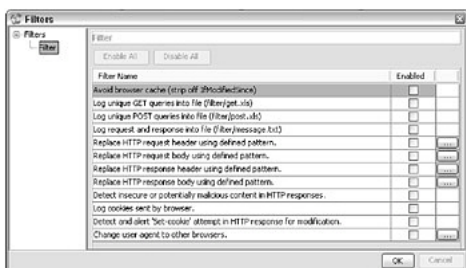 Filters
Filters
Filter
Filter
Enable All
Disable All
Filter Name
Enabled
Avoid browser cache (strip off IfModifiedSince)
Log unique GET queries into file (filter/get.xls)
Log unique POST queries into file (filter/post.xls)
Log request and response into file (filter/message.txt)
Replace HTTP request header using defined pattern.
Replace HTTP request body using defined pattern.
Replace HTTP response header using defined pattern.
Replace HTTP response body using defined pattern.
Detect insecure or potentially malicious content in HTTP responses.
Log cookies sent by browser.
Detect and alert 'Set-cookie' attempt in HTTP response for modification.
Change user agent to other browsers.
OK
Cancel